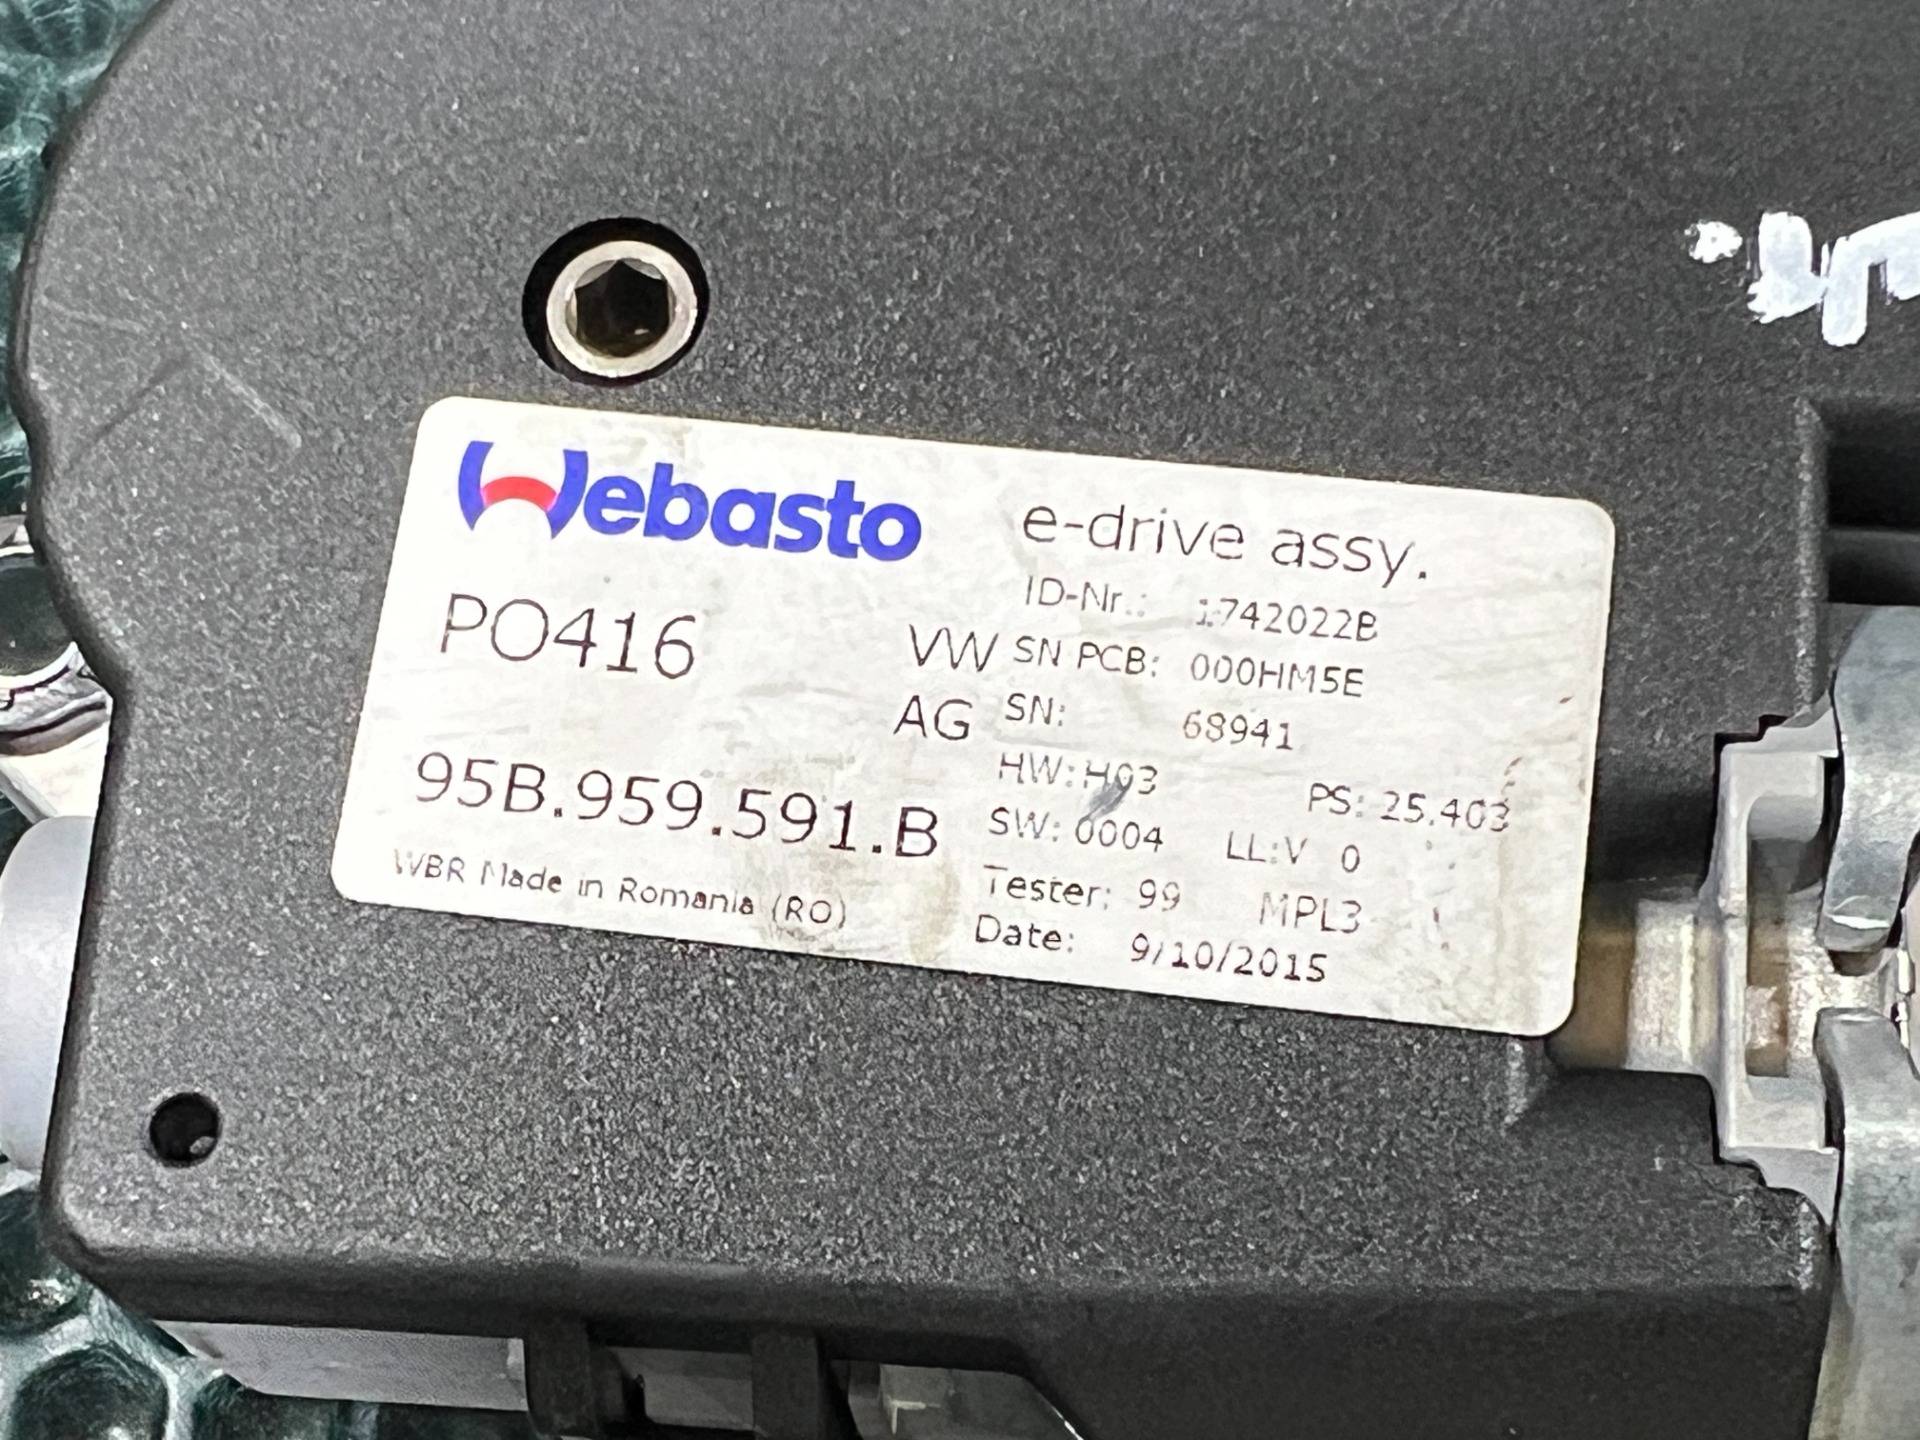 Webasto
e-drive assy.
ID-Nr.: 1742022B
PO416
VW SN PCB: 000HM5E
AG SN: 68941
HW: H03 PS: 25.403
95B.959.591.B
SW: 0004 LL:V 0
Tester: 99 MPL3
WBR Made in Romania (RO)
Date: 9/10/2015